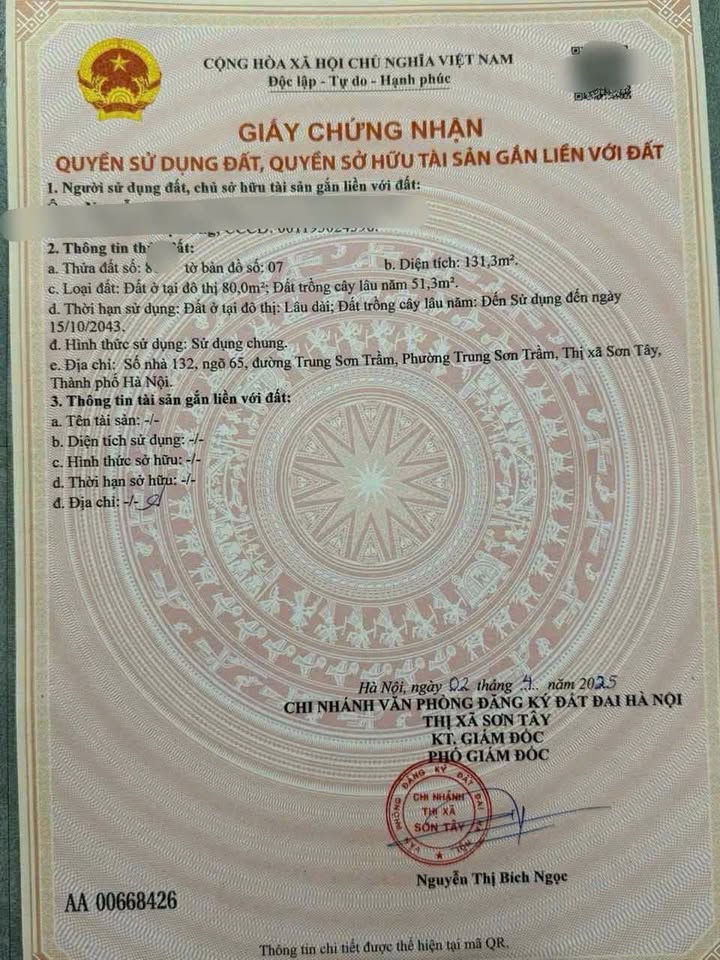 CỘNG HÒA XÃ HỘI CHỦ NGHĨA VIỆT NAM
Độc lập - Tự do - Hạnh phúc
GIẤY CHỨNG NHẬN
QUYỀN SỬ DỤNG ĐẤT, QUYỀN SỞ HỮU TÀI SẢN GẮN LIỀN VỚI ĐẤT
1. Người sử dụng đất, chủ sở hữu tài sản gắn liền với đất:
2. Thông tin đất:
a. Thửa đất số: tờ bản đồ số: 07 b. Diện tích: 131,3m².
c. Loại đất: Đất ở tại đô thị 80,0m²; Đất trồng cây lâu năm 51,3m².
d. Thời hạn sử dụng: Đất ở tại đô thị: Lâu dài; Đất trồng cây lâu năm: Đến Sử dụng đến ngày
15/10/2043.
đ. Hình thức sử dụng: Sử dụng chung.
e. Địa chỉ: Số nhà 132, ngõ 65, đường Trung Sơn Trầm, Phường Trung Sơn Trầm, Thị xã Sơn Tây,
Thành phố Hà Nội.
3. Thông tin tài sản gắn liền với đất:
a. Tên tài sản: -/-
b. Diện tích sử dụng: -/-
c. Hình thức sở hữu: -/-
d. Thời hạn sở hữu: -/-
đ. Địa chỉ: -/-
Hà Nội, ngày 02 tháng 4 năm 2025
CHI NHÁNH VĂN PHÒNG ĐĂNG KÝ ĐẤT ĐAI HÀ NỘI
THỊ XÃ SƠN TÂY
KT. GIÁM ĐỐC
PHÓ GIÁM ĐỐC
VĂN PHÒNG ĐĂNG KÝ ĐẤT ĐAI HÀ NỘI
CHI NHÁNH
THỊ XÃ
SƠN TÂY
Nguyễn Thị Bích Ngọc
AA 00668426
Thông tin chi tiết được thể hiện tại mã QR.